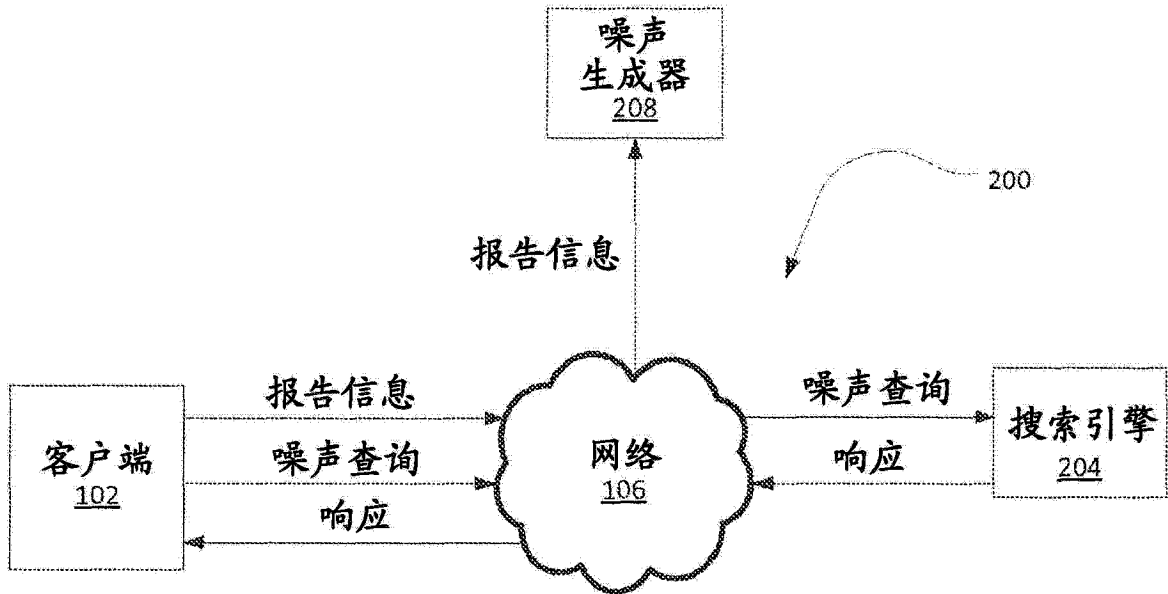 噪声
生成器
208
200
报告信息
报告信息
噪声查询
噪声查询
响应
响应
客户端
102
网络
106
搜索引擎
204